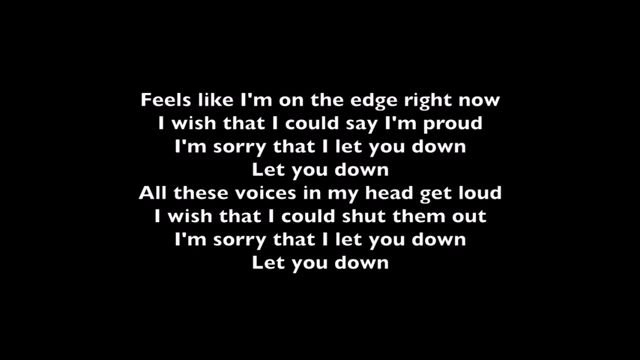 Feels like I'm on the edge right now
I wish that I could say I'm proud
I'm sorry that I let you down
Let you down
All these voices in my head get loud
I wish that I could shut them out
I'm sorry that I let you down
Let you down